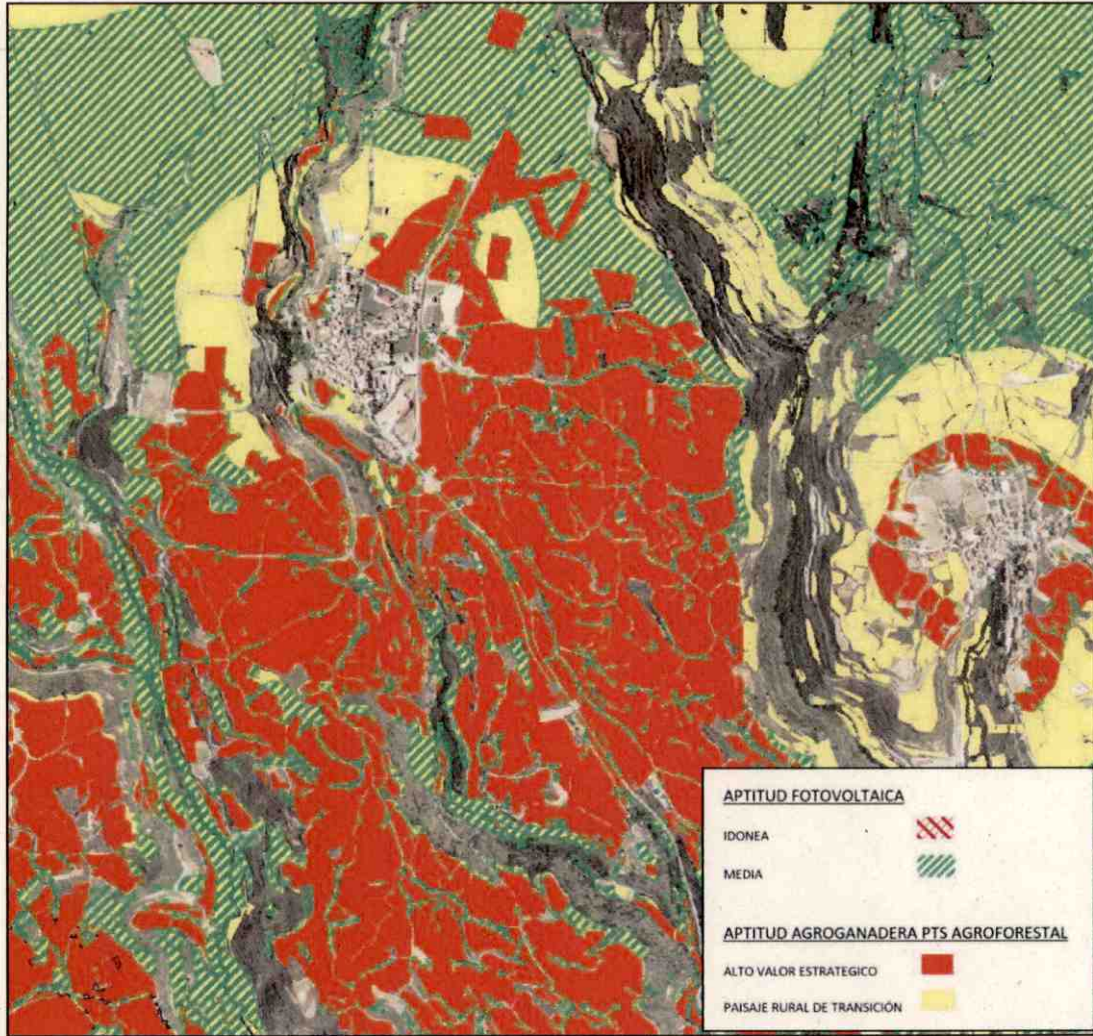 APTITUD FOTOVOLTAICA
IDONEA
MEDIA
APTITUD AGROGANADERA PTS AGROFORESTAL
ALTO VALOR ESTRATEGICO
PAISAJE RURAL DE TRANSICIÓN